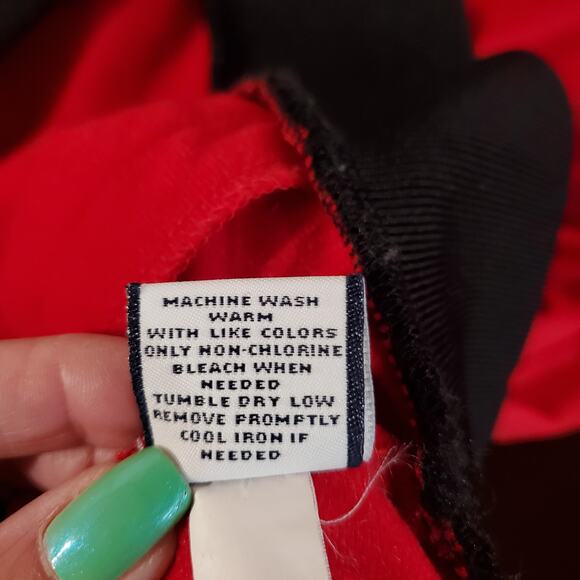 MACHINE WASH
WARM
WITH LIKE COLORS
ONLY NON-CHLORINE
BLEACH WHEN
NEEDED
TUMBLE DRY LOW
REMOVE PROMPTLY
COOL IRON IF
NEEDED